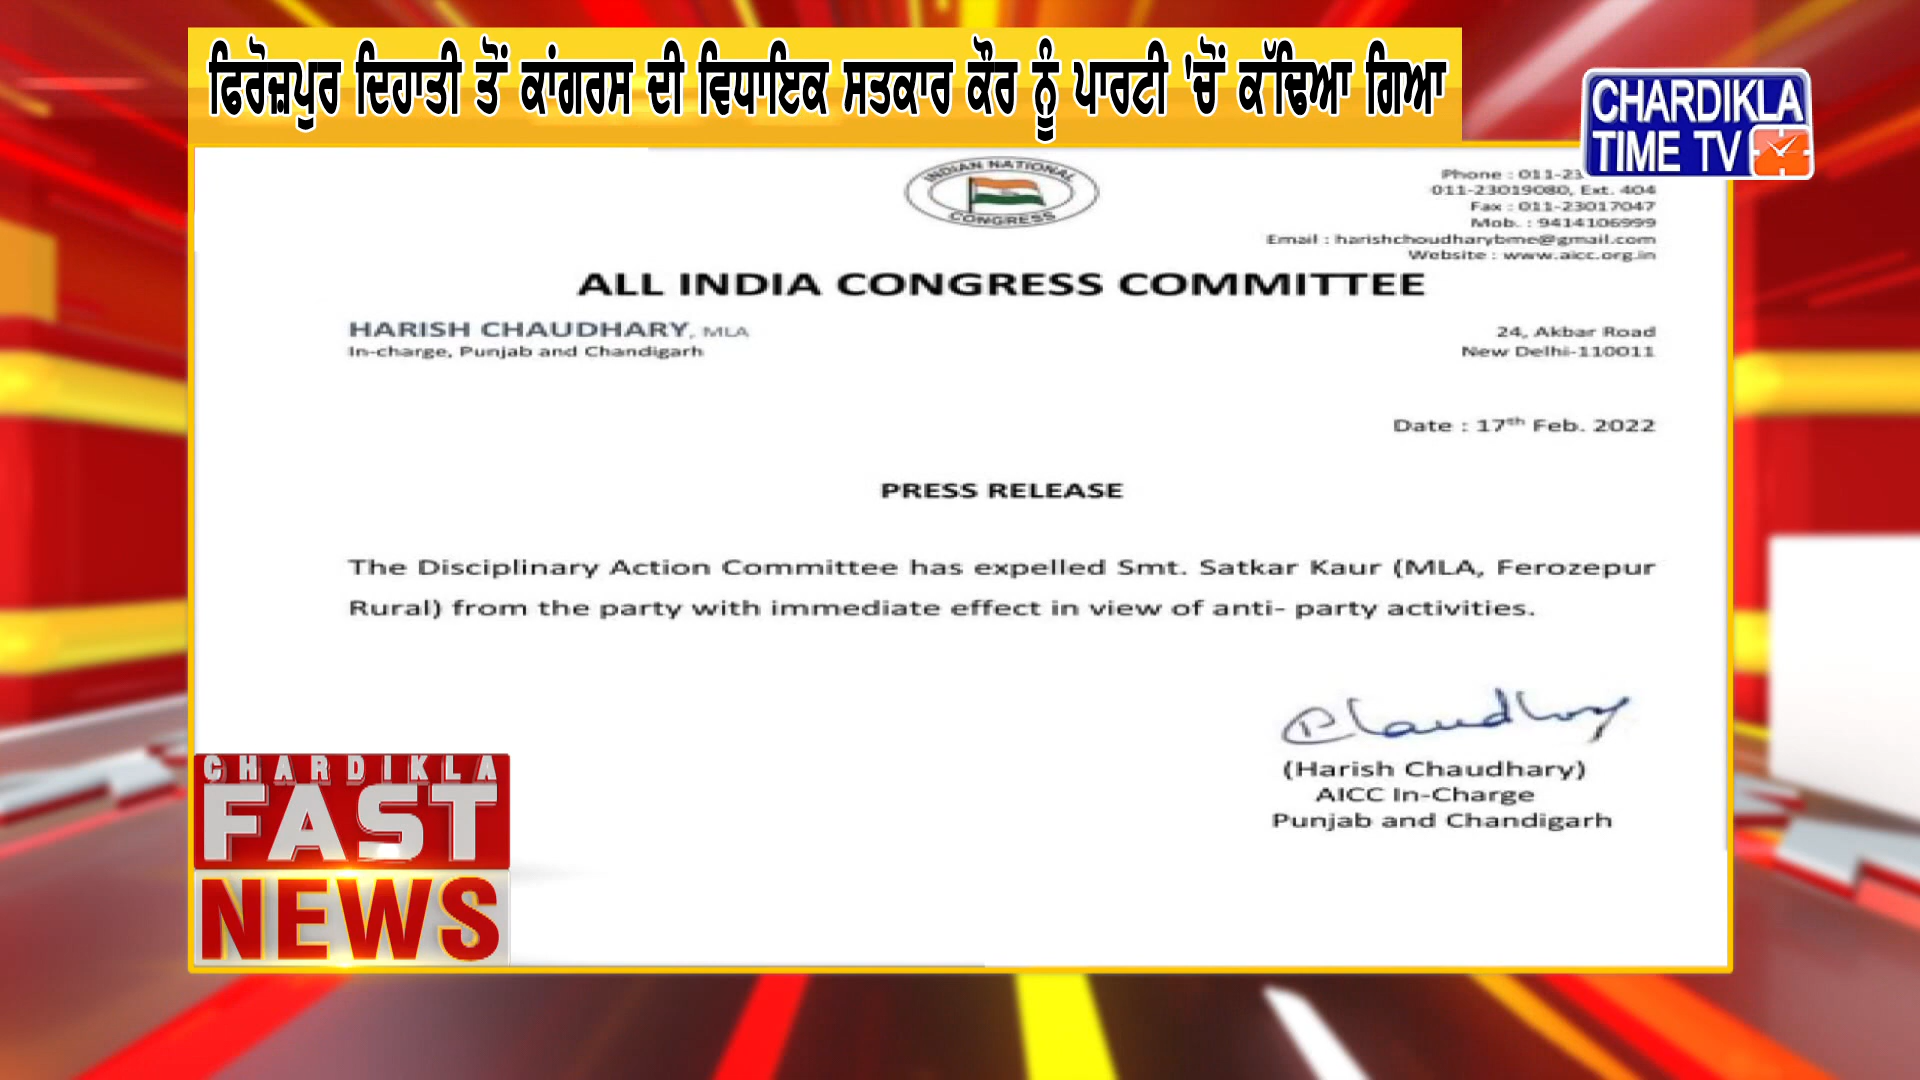 ਫਿਰੋਜ਼ਪੁਰ ਦਿਹਾਤੀ ਤੋਂ ਕਾਂਗਰਸ ਦੀ ਵਿਧਾਇਕ ਸਤਕਾਰ ਕੌਰ ਨੂੰ ਪਾਰਟੀ 'ਚੋਂ ਕੱਢਿਆ ਗਿਆ
CHARDIKLA
TIME TV
INDIAN NATIONAL
CONGRESS
Phone : 011-23
011-23019080, Ext. 404
Fax : 011-23017047
Mob. : 9414106999
Email : harishchoudharybme@gmail.com
Website : www.aicc.org.in
ALL INDIA CONGRESS COMMITTEE
HARISH CHAUDHARY, MLA
In-charge, Punjab and Chandigarh
24, Akbar Road
New Delhi-110011
Date : 17th Feb. 2022
PRESS RELEASE
The Disciplinary Action Committee has expelled Smt. Satkar Kaur (MLA, Ferozepur
Rural) from the party with immediate effect in view of anti- party activities.
(Harish Chaudhary)
AICC In-Charge
Punjab and Chandigarh
CHARDIKLA
FAST
NEWS